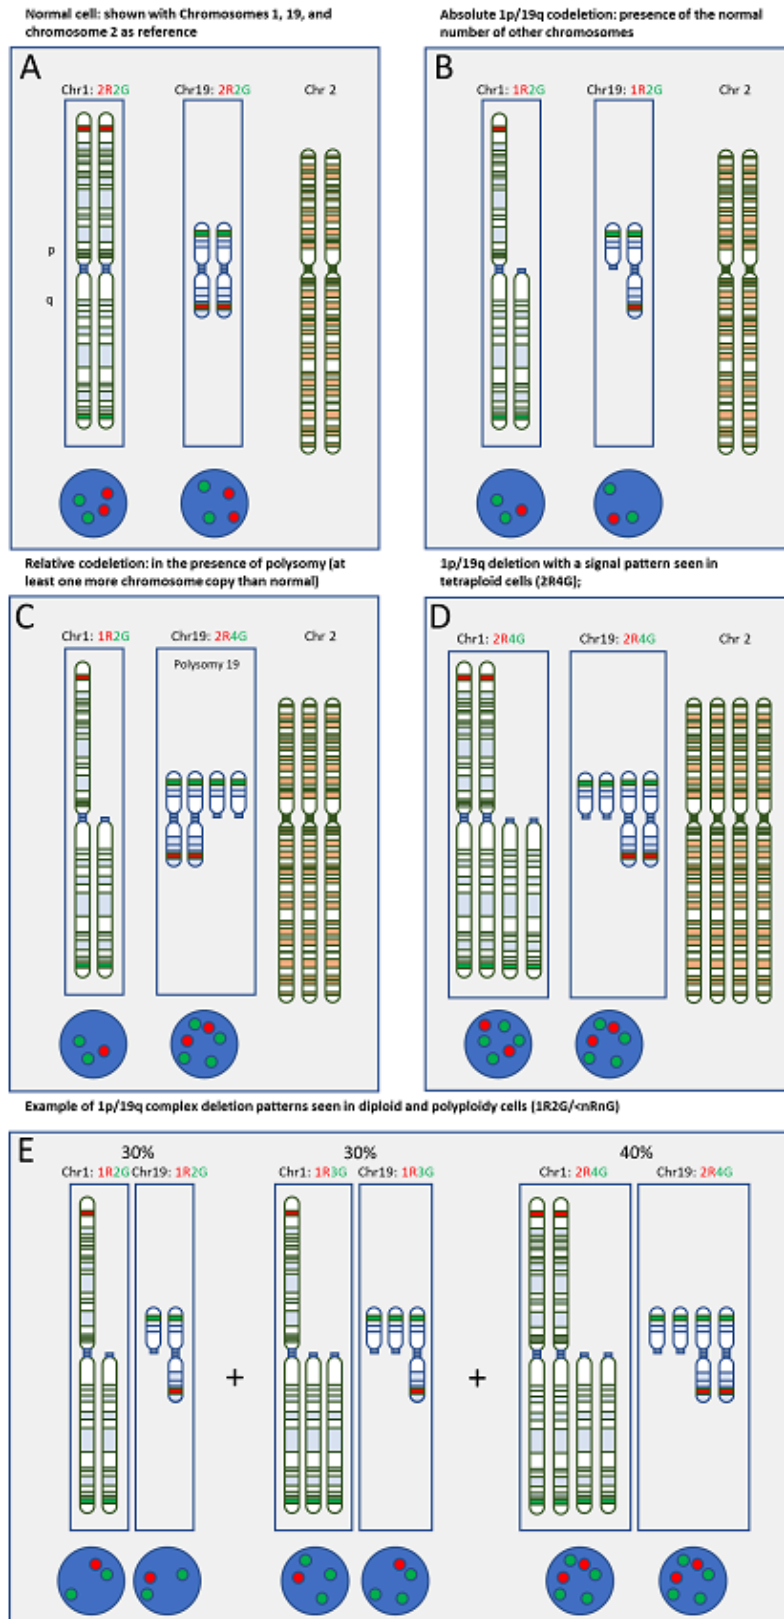 Normal cell: shown with Chromosomes 1, 19, and
chromosome 2 as reference
A
Chr1: 2R2G
Chr19: 2R2G
Chr 2
p
q
Absolute 1p/19q codeletion: presence of the normal
number of other chromosomes
B
Chr1: 1R2G
Chr19: 1R2G
Chr 2
Relative codeletion: in the presence of polysomy (at
least one more chromosome copy than normal)
C
Chr1: 1R2G
Chr19: 2R4G
Chr 2
Polysomy 19
1p/19q deletion with a signal pattern seen in
tetraploid cells (2R4G);
D
Chr1: 2R4G
Chr19: 2R4G
Chr 2
Example of 1p/19q complex deletion patterns seen in diploid and polyploidy cells (1R2G/<nRnG)
E
30%
Chr1: 1R2G
Chr19: 1R2G
+
30%
Chr1: 1R3G
Chr19: 1R3G
+
40%
Chr1: 2R4G
Chr19: 2R4G